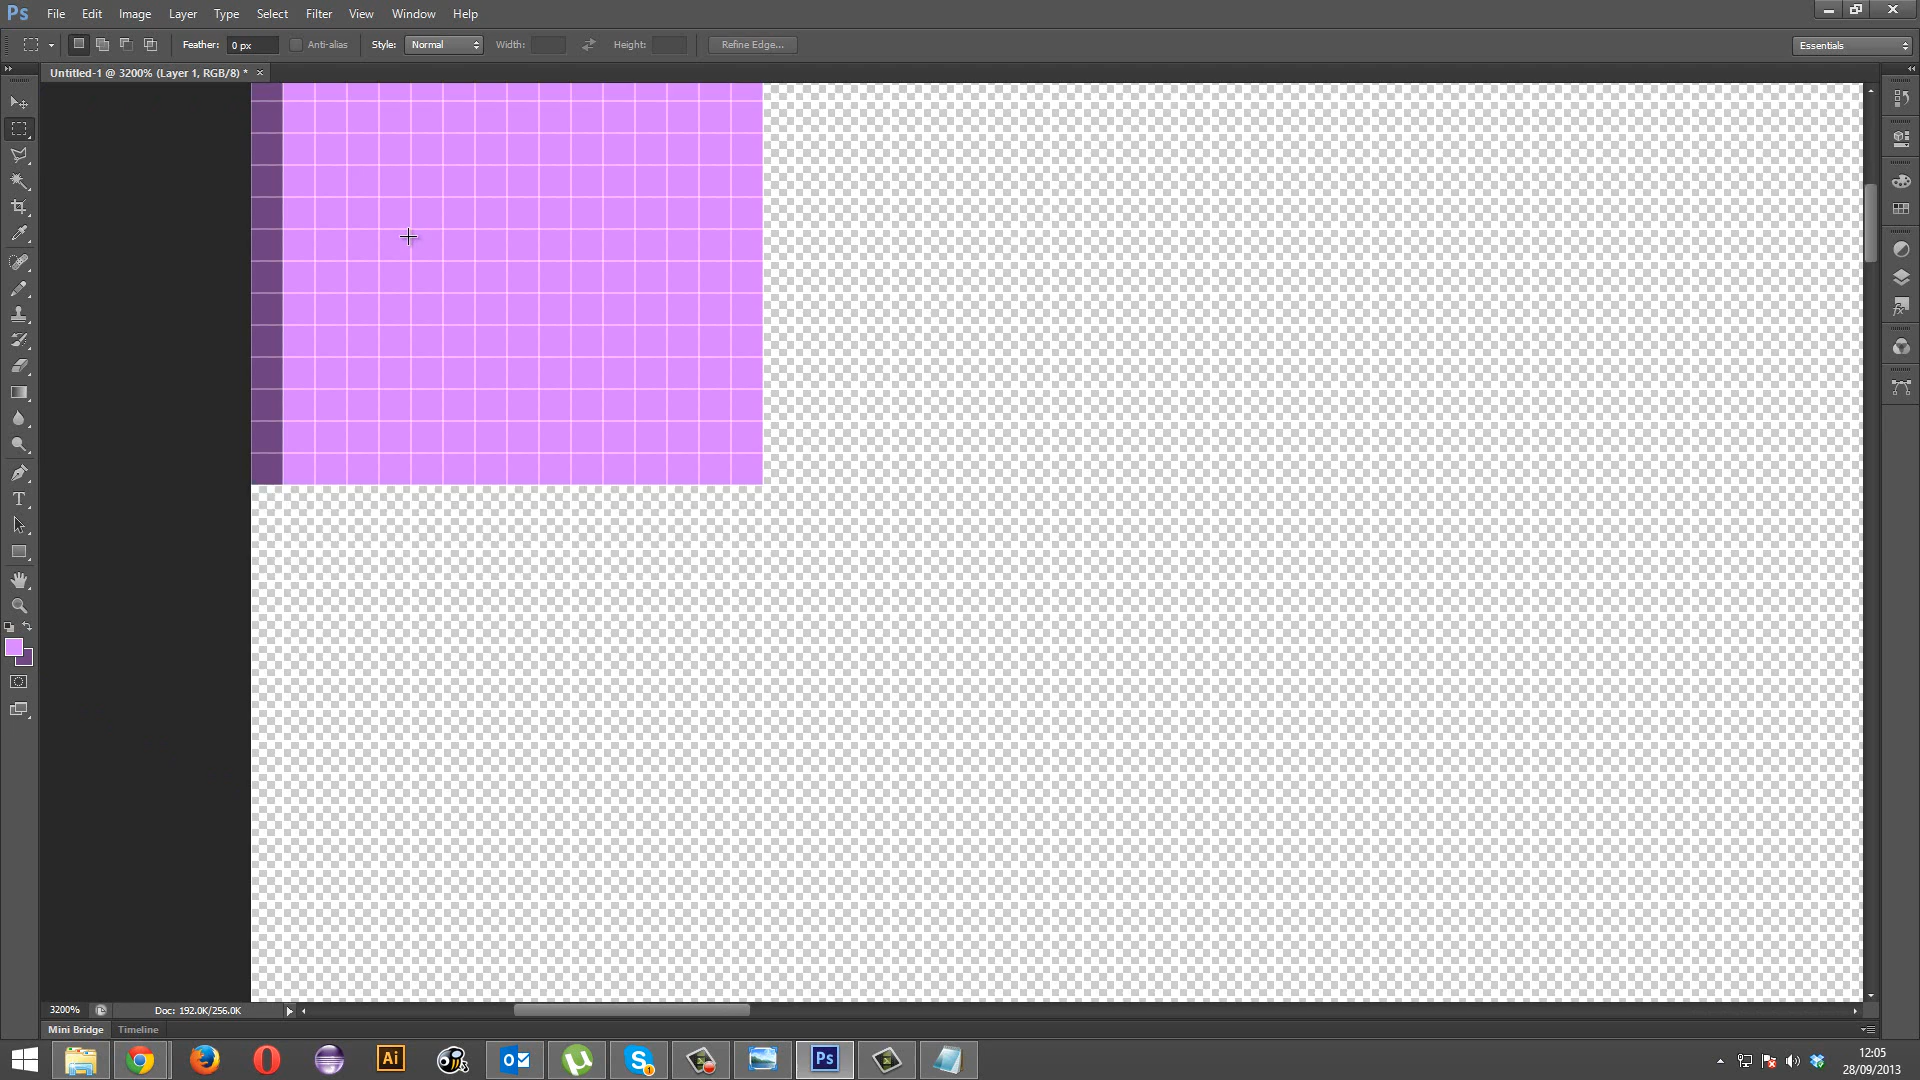 Ps File Edit Image Layer Type Select Filter View Window Help
Feather: 0 px Anti-alias Style: Normal Width: Height: Refine Edge... Essentials
Untitled-1 @ 3200% (Layer 1, RGB/8) * ×
T
fx
3200% Doc: 192.0K/256.0K
Mini Bridge Timeline
Ai Ps 12:05
28/09/2013